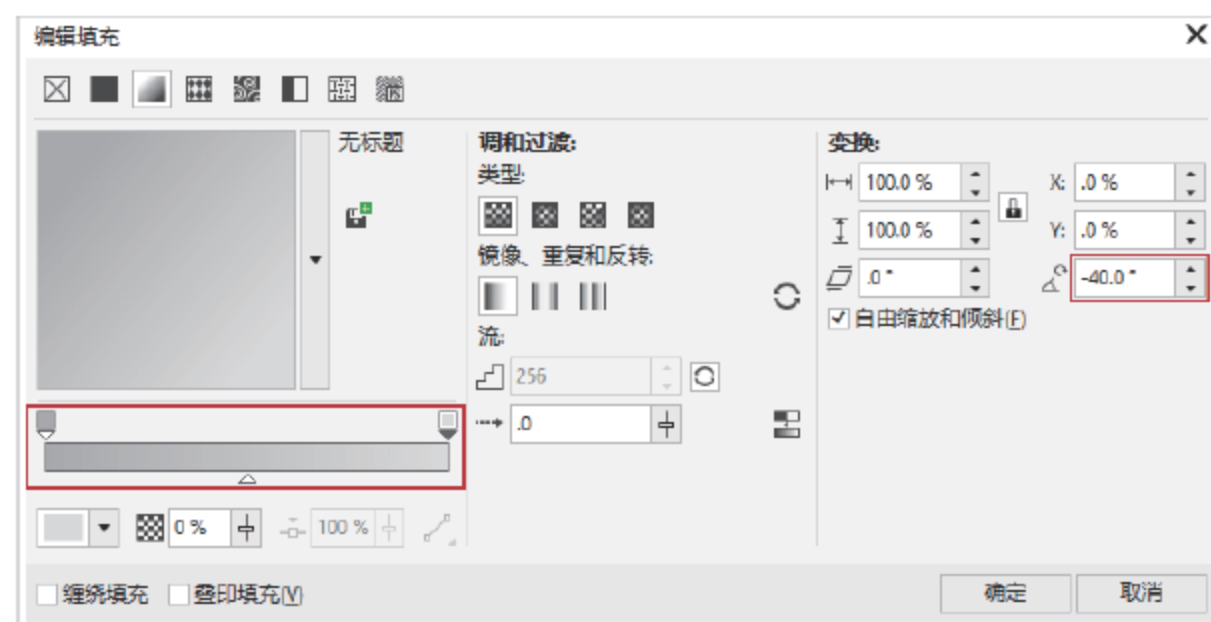 编辑填充
无标题
调和过渡:
类型:
镜像、重复和反转:
流:
256
.0
变换:
100.0 %
X: .0 %
100.0 %
Y: .0 %
.0 °
-40.0 °
自由缩放和倾斜(F)
0 %
100 %
缠绕填充
叠印填充(V)
确定
取消